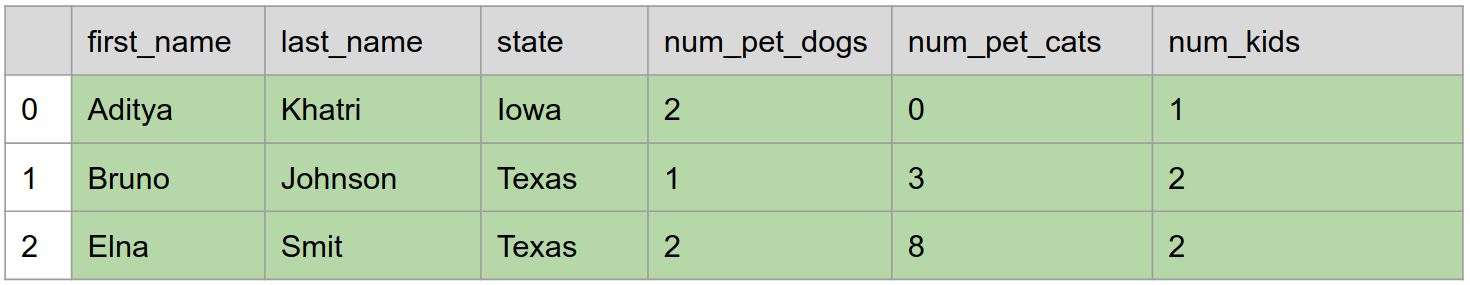 first_name last_name state num_pet_dogs num_pet_cats num_kids
0 Aditya Khatri Iowa 2 0 1
1 Bruno Johnson Texas 1 3 2
2 Elna Smit Texas 2 8 2